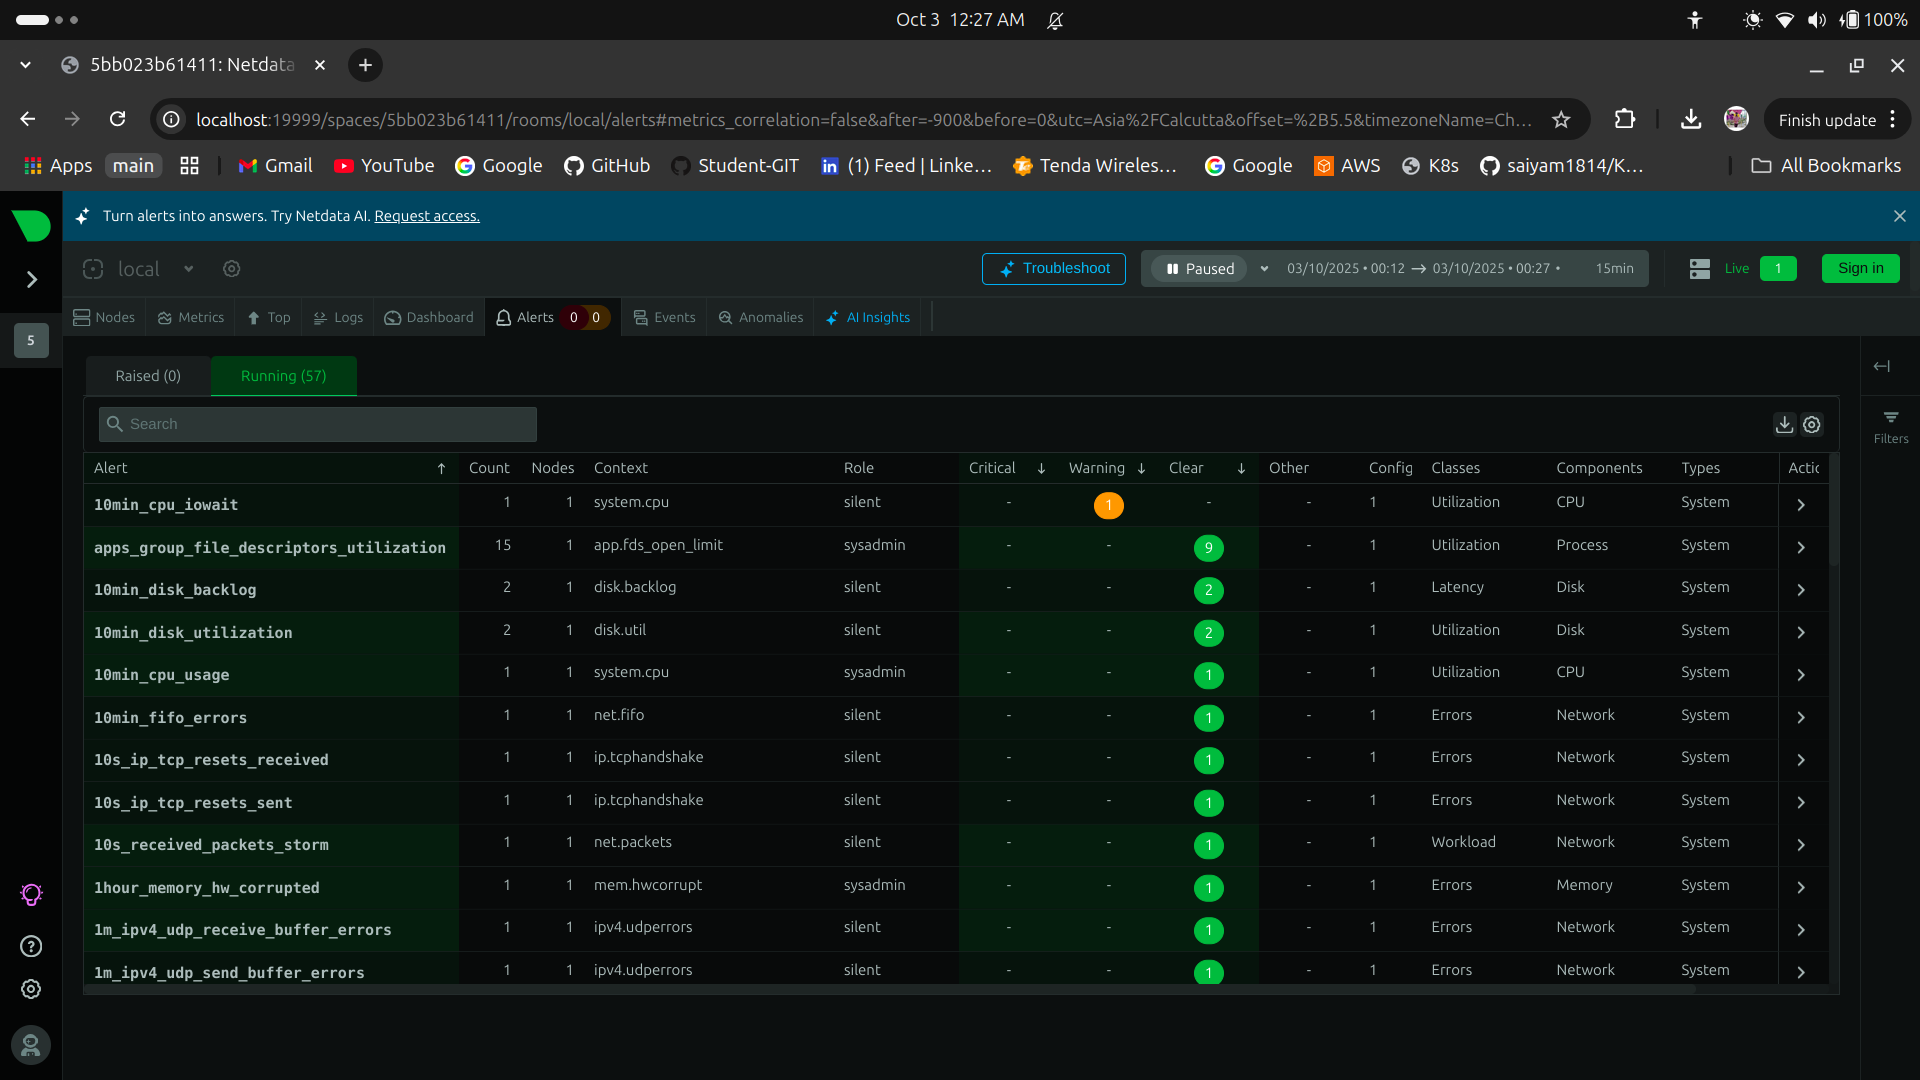 Oct 3 12:27 AM
100%
5bb023b61411: Netdata
localhost:19999/spaces/5bb023b61411/rooms/local/alerts#metrics_correlation=false&after=-900&before=0&utc=Asia%2FCalcutta&offset=%2B5.5&timezoneName=Ch...
Finish update
Apps main Gmail YouTube Google GitHub Student-GIT (1) Feed | Linke... Tenda Wireles... Google AWS K8s saiyam1814/K... All Bookmarks
Turn alerts into answers. Try Netdata AI. Request access.
local Troubleshoot Paused 03/10/2025 • 00:12 → 03/10/2025 • 00:27 • 15min Live 1 Sign in
Nodes Metrics Top Logs Dashboard Alerts 0 0 Events Anomalies AI Insights
5
Raised (0) Running (57)
Search
Filters
Alert Count Nodes Context Role Critical Warning Clear Other Config Classes Components Types Actic
10min_cpu_iowait 1 1 system.cpu silent - 1 - - 1 Utilization CPU System
apps_group_file_descriptors_utilization 15 1 app.fds_open_limit sysadmin - - 9 - 1 Utilization Process System
10min_disk_backlog 2 1 disk.backlog silent - - 2 - 1 Latency Disk System
10min_disk_utilization 2 1 disk.util silent - - 2 - 1 Utilization Disk System
10min_cpu_usage 1 1 system.cpu sysadmin - - 1 - 1 Utilization CPU System
10min_fifo_errors 1 1 net.fifo silent - - 1 - 1 Errors Network System
10s_ip_tcp_resets_received 1 1 ip.tcphandshake silent - - 1 - 1 Errors Network System
10s_ip_tcp_resets_sent 1 1 ip.tcphandshake silent - - 1 - 1 Errors Network System
10s_received_packets_storm 1 1 net.packets silent - - 1 - 1 Workload Network System
1hour_memory_hw_corrupted 1 1 mem.hwcorrupt sysadmin - - 1 - 1 Errors Memory System
1m_ipv4_udp_receive_buffer_errors 1 1 ipv4.udperrors silent - - 1 - 1 Errors Network System
1m_ipv4_udp_send_buffer_errors 1 1 ipv4.udperrors silent - - 1 - 1 Errors Network System